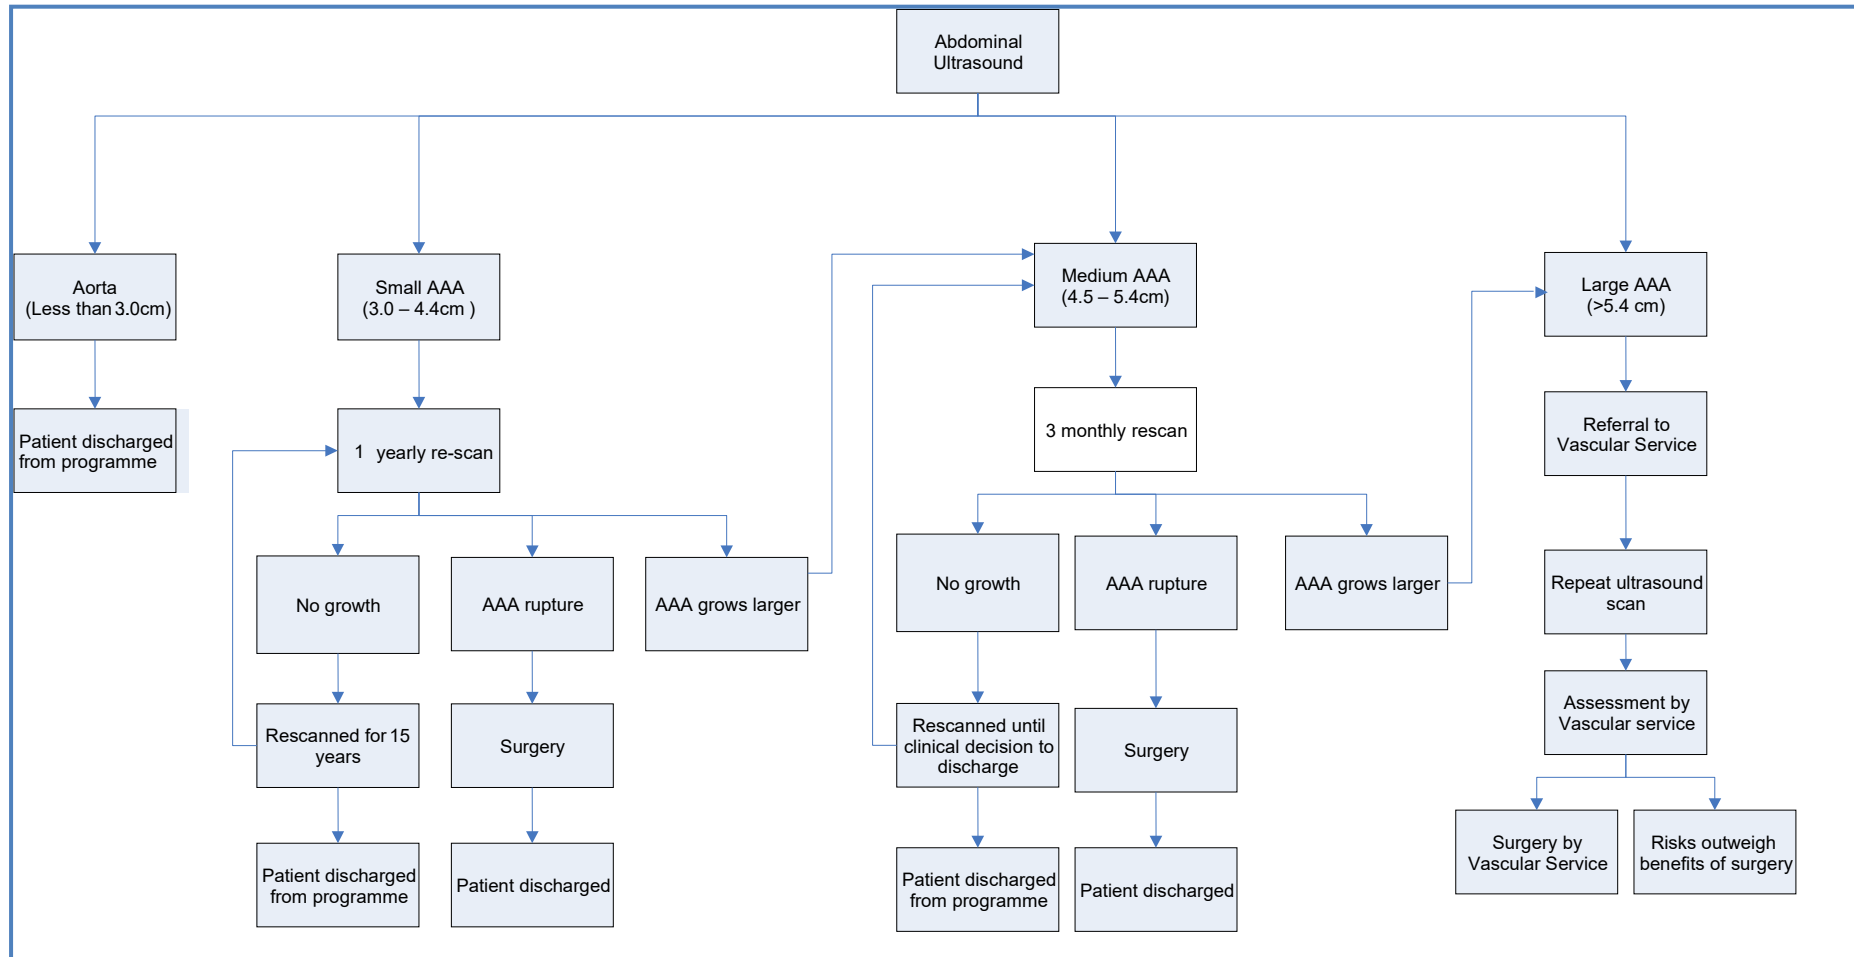 Abdominal
Ultrasound
Aorta
(Less than 3.0cm)
Small AAA
(3.0 – 4.4cm )
Medium AAA
(4.5 – 5.4cm)
Large AAA
(>5.4 cm)
Patient discharged
from programme
1 yearly re-scan
3 monthly rescan
Referral to
Vascular Service
No growth
AAA rupture
AAA grows larger
No growth
AAA rupture
AAA grows larger
Repeat ultrasound
scan
Rescanned for 15
years
Surgery
Rescanned until
clinical decision to
discharge
Surgery
Assessment by
Vascular service
Patient discharged
from programme
Patient discharged
Patient discharged
from programme
Patient discharged
Surgery by
Vascular Service
Risks outweigh
benefits of surgery